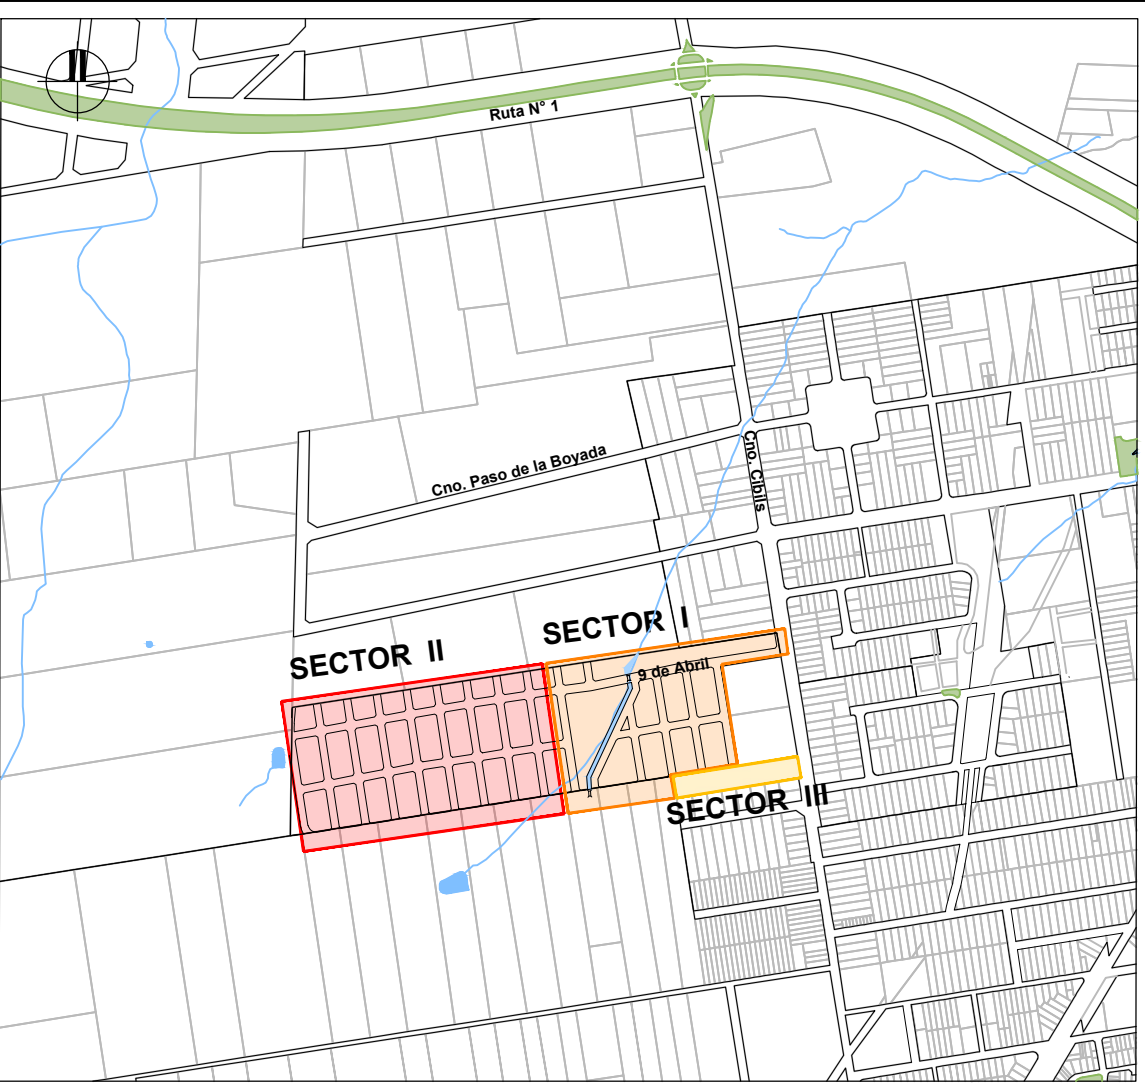 Ruta N° 1
Cno. Paso de la Boyada
Cno. Cibils
SECTOR I
SECTOR II
9 de Abril
SECTOR III